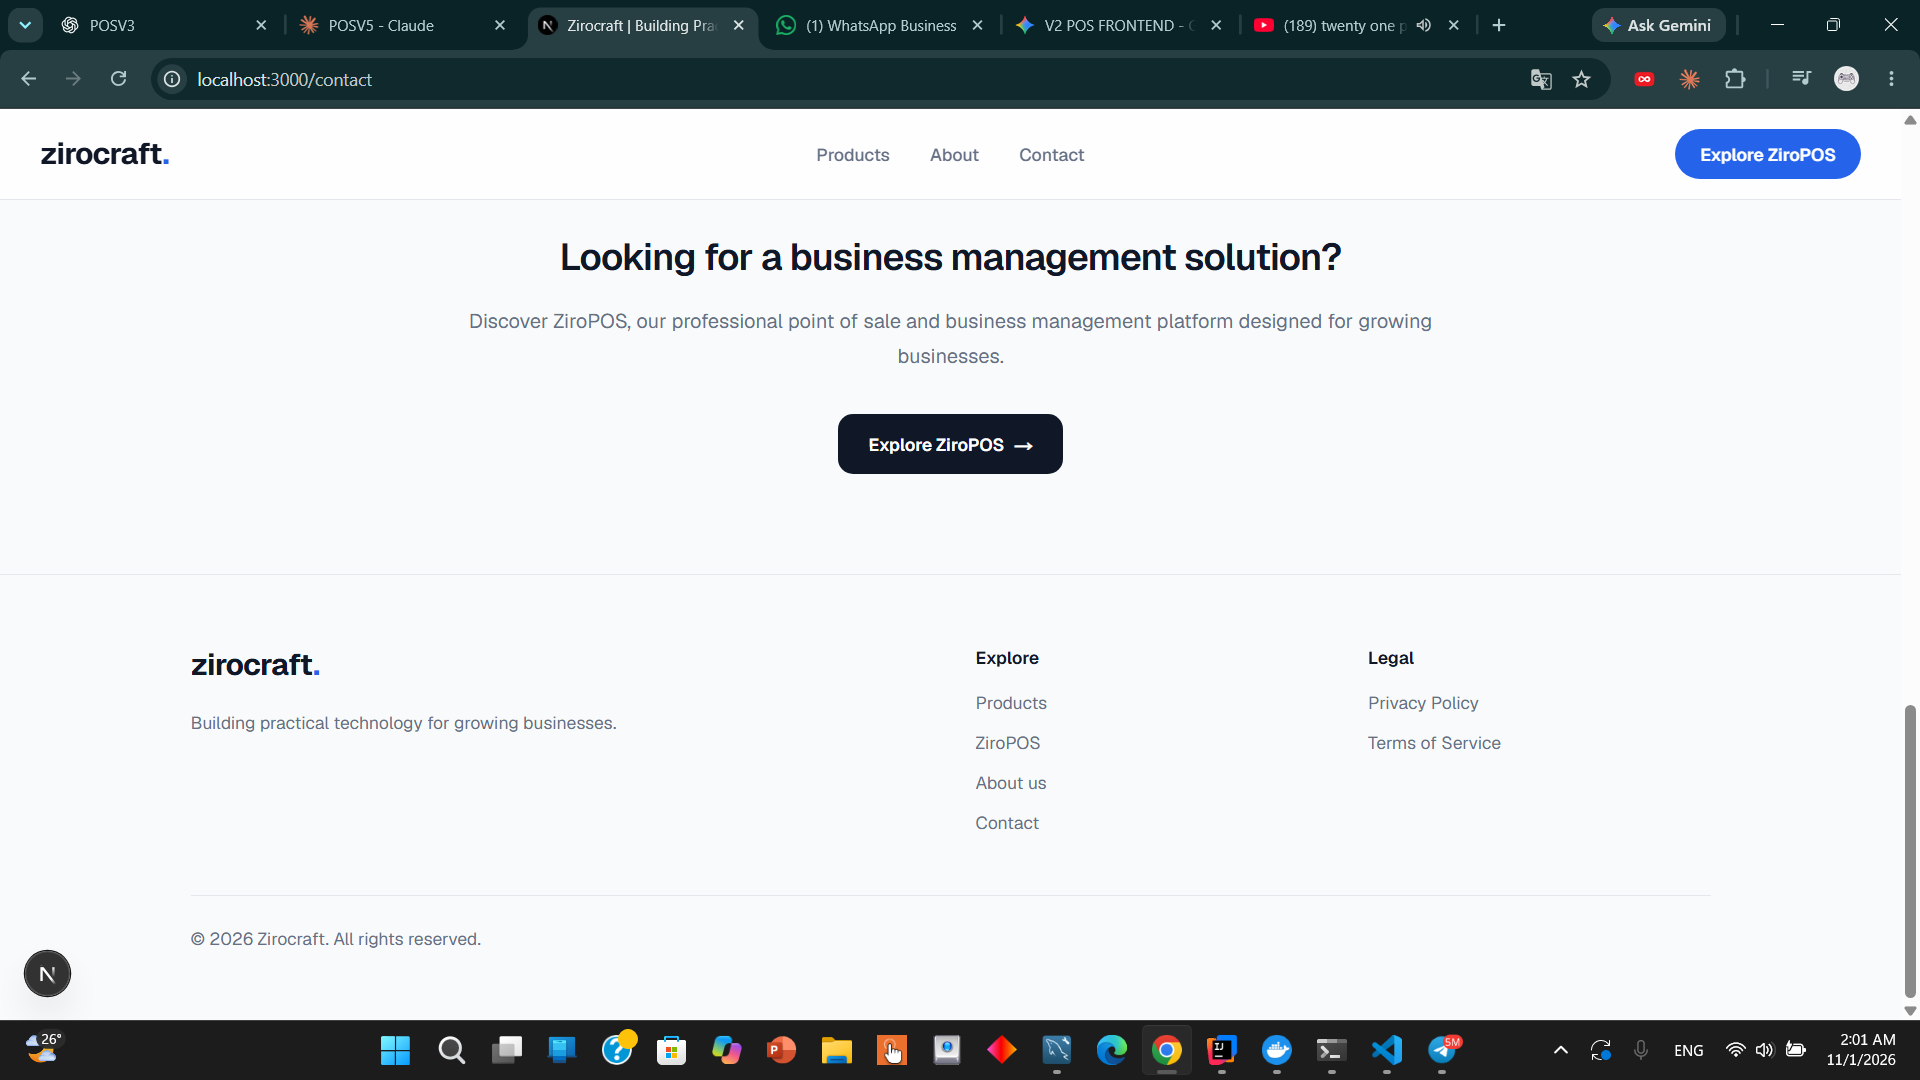 POSV3
POSV5 - Claude
Zirocraft | Building Pra
(1) WhatsApp Business
V2 POS FRONTEND -
(189) twenty one p
Ask Gemini
localhost:3000/contact
zirocraft.
Products
About
Contact
Explore ZiroPOS
Looking for a business management solution?
Discover ZiroPOS, our professional point of sale and business management platform designed for growing
businesses.
Explore ZiroPOS →
zirocraft.
Building practical technology for growing businesses.
Explore
Products
ZiroPOS
About us
Contact
Legal
Privacy Policy
Terms of Service
© 2026 Zirocraft. All rights reserved.
N
26°
5M
ENG
2:01 AM
11/1/2026